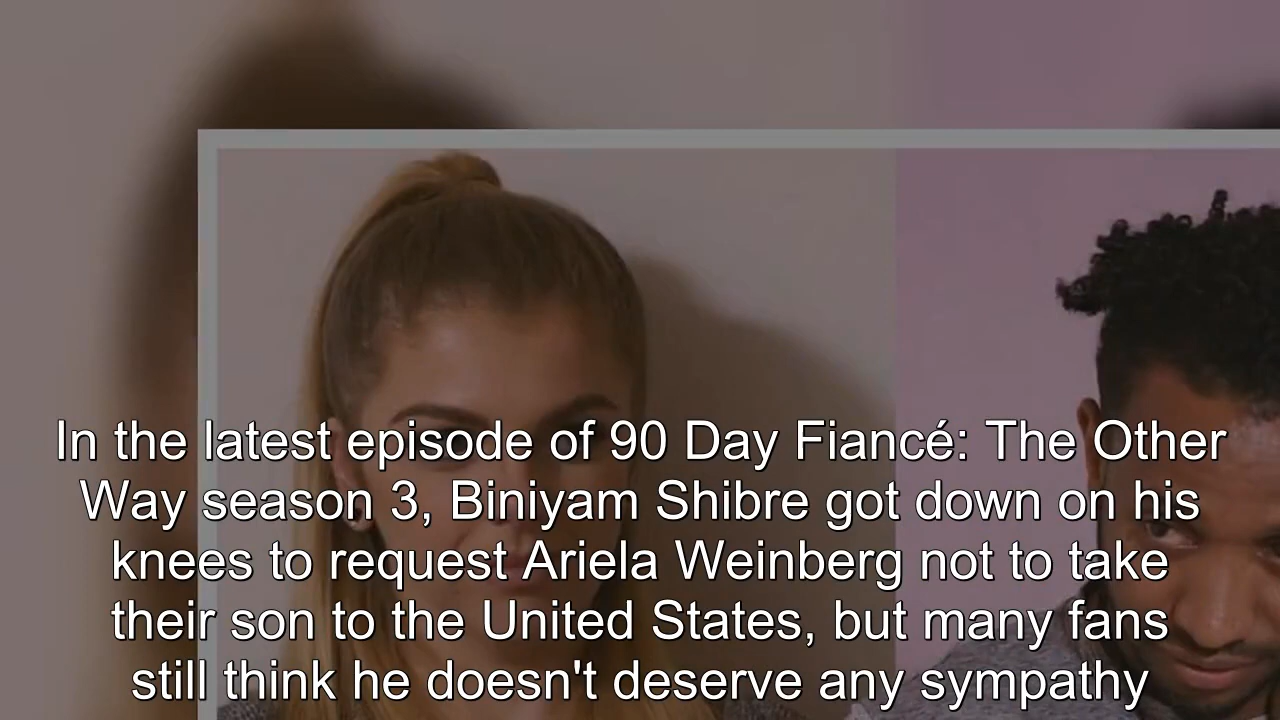 In the latest episode of 90 Day Fiancé: The Other
Way season 3, Biniyam Shibre got down on his
knees to request Ariela Weinberg not to take
their son to the United States, but many fans
still think he doesn't deserve any sympathy